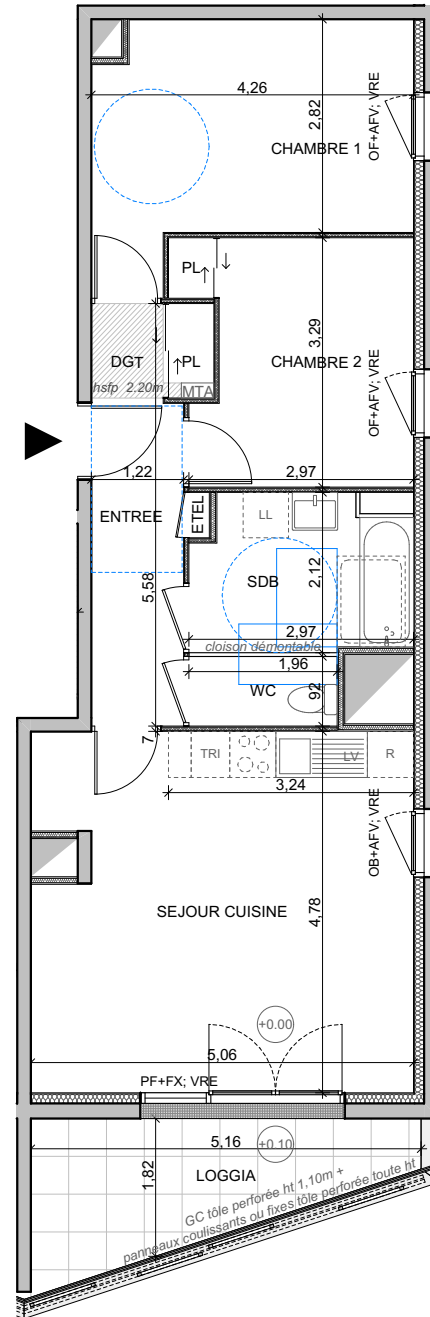 4,26
2,82
CHAMBRE 1
OF+AFV; VRE
PL
3,29
DGT
PL
CHAMBRE 2
hsfp 2.20m
MTA
OF+AFV; VRE
1,22
2,97
ENTREE
ETEL
LL
5,58
SDB
2,12
2,97
cloison démontable
1,96
WC
92
7
TRI
LV
R
3,24
OB+AFV; VRE
SEJOUR CUISINE
4,78
+0.00
5,06
PF+FX; VRE
5,16
+0.10
1,82
LOGGIA
GC tôle perforée ht 1,10m +
panneaux coulissants ou fixes tôle perforée toute ht